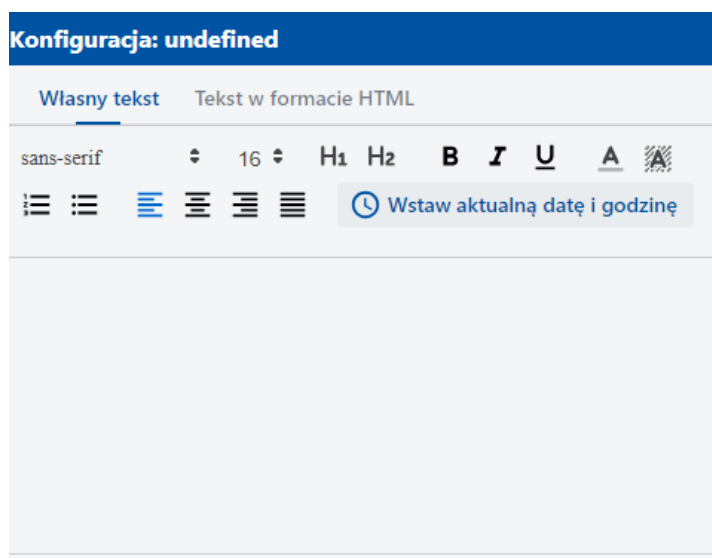 Konfiguracja: undefined
Własny tekst Tekst w formacie HTML
sans-serif 16 H1 H2 B I U A A
Wstaw aktualną datę i godzinę